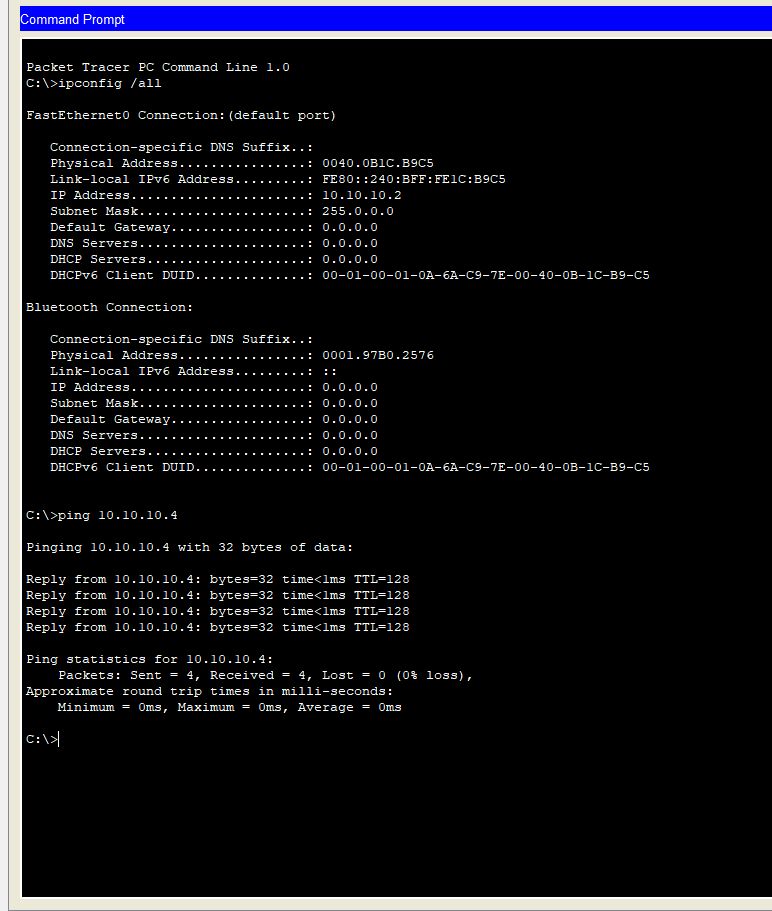 Command Prompt
Packet Tracer PC Command Line 1.0
C:\>ipconfig /all
FastEthernet0 Connection:(default port)
Connection-specific DNS Suffix..:
Physical Address................: 0040.0B1C.B9C5
Link-local IPv6 Address.........: FE80::240:BFF:FE1C:B9C5
IP Address......................: 10.10.10.2
Subnet Mask.....................: 255.0.0.0
Default Gateway.................: 0.0.0.0
DNS Servers.....................: 0.0.0.0
DHCP Servers....................: 0.0.0.0
DHCPv6 Client DUID..............: 00-01-00-01-0A-6A-C9-7E-00-40-0B-1C-B9-C5
Bluetooth Connection:
Connection-specific DNS Suffix..:
Physical Address................: 0001.97B0.2576
Link-local IPv6 Address.........: ::
IP Address......................: 0.0.0.0
Subnet Mask.....................: 0.0.0.0
Default Gateway.................: 0.0.0.0
DNS Servers.....................: 0.0.0.0
DHCP Servers....................: 0.0.0.0
DHCPv6 Client DUID..............: 00-01-00-01-0A-6A-C9-7E-00-40-0B-1C-B9-C5
C:\>ping 10.10.10.4
Pinging 10.10.10.4 with 32 bytes of data:
Reply from 10.10.10.4: bytes=32 time<1ms TTL=128
Reply from 10.10.10.4: bytes=32 time<1ms TTL=128
Reply from 10.10.10.4: bytes=32 time<1ms TTL=128
Reply from 10.10.10.4: bytes=32 time<1ms TTL=128
Ping statistics for 10.10.10.4:
Packets: Sent = 4, Received = 4, Lost = 0 (0% loss),
Approximate round trip times in milli-seconds:
Minimum = 0ms, Maximum = 0ms, Average = 0ms
C:\>